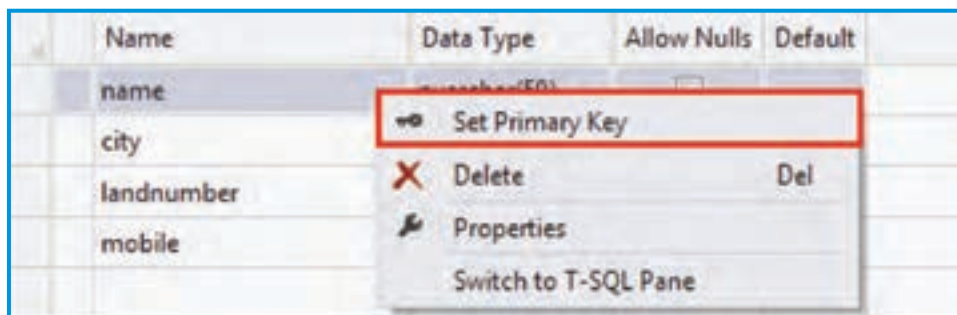 Name Data Type Allow Nulls Default
name
city
landnumber
mobile
Set Primary Key
Delete Del
Properties
Switch to T-SQL Pane